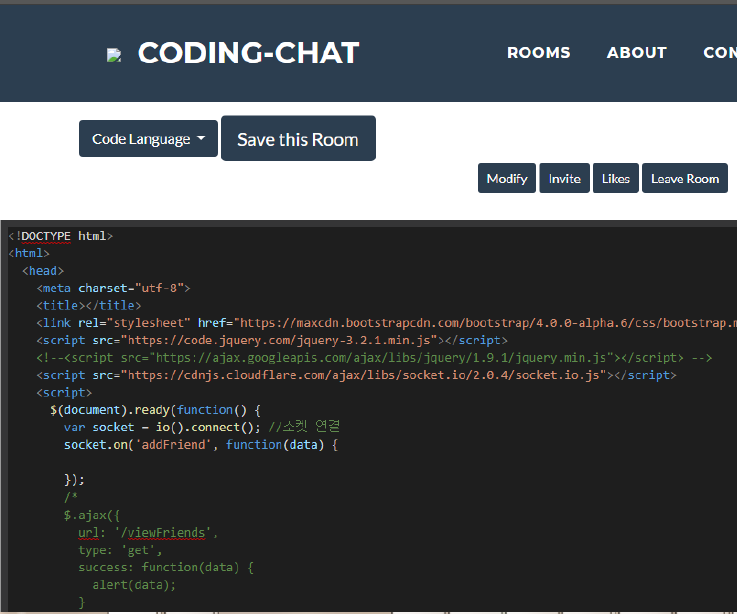 CODING-CHAT
ROOMS ABOUT CON
Code Language Save this Room
Modify Invite Likes Leave Room
<!DOCTYPE html>
<html>
<head>
<meta charset="utf-8">
<title></title>
<link rel="stylesheet" href="https://maxcdn.bootstrapcdn.com/bootstrap/4.0.0-alpha.6/css/bootstrap.m
<script src="https://code.jquery.com/jquery-3.2.1.min.js"></script>
<!--<script src="https://ajax.googleapis.com/ajax/libs/jquery/1.9.1/jquery.min.js"></script> -->
<script src="https://cdnjs.cloudflare.com/ajax/libs/socket.io/2.0.4/socket.io.js"></script>
<script>
$(document).ready(function() {
var socket = io().connect(); //소켓 연결
socket.on('addFriend', function(data) {
});
/*
$.ajax({
url: '/viewFriends',
type: 'get',
success: function(data) {
alert(data);
}